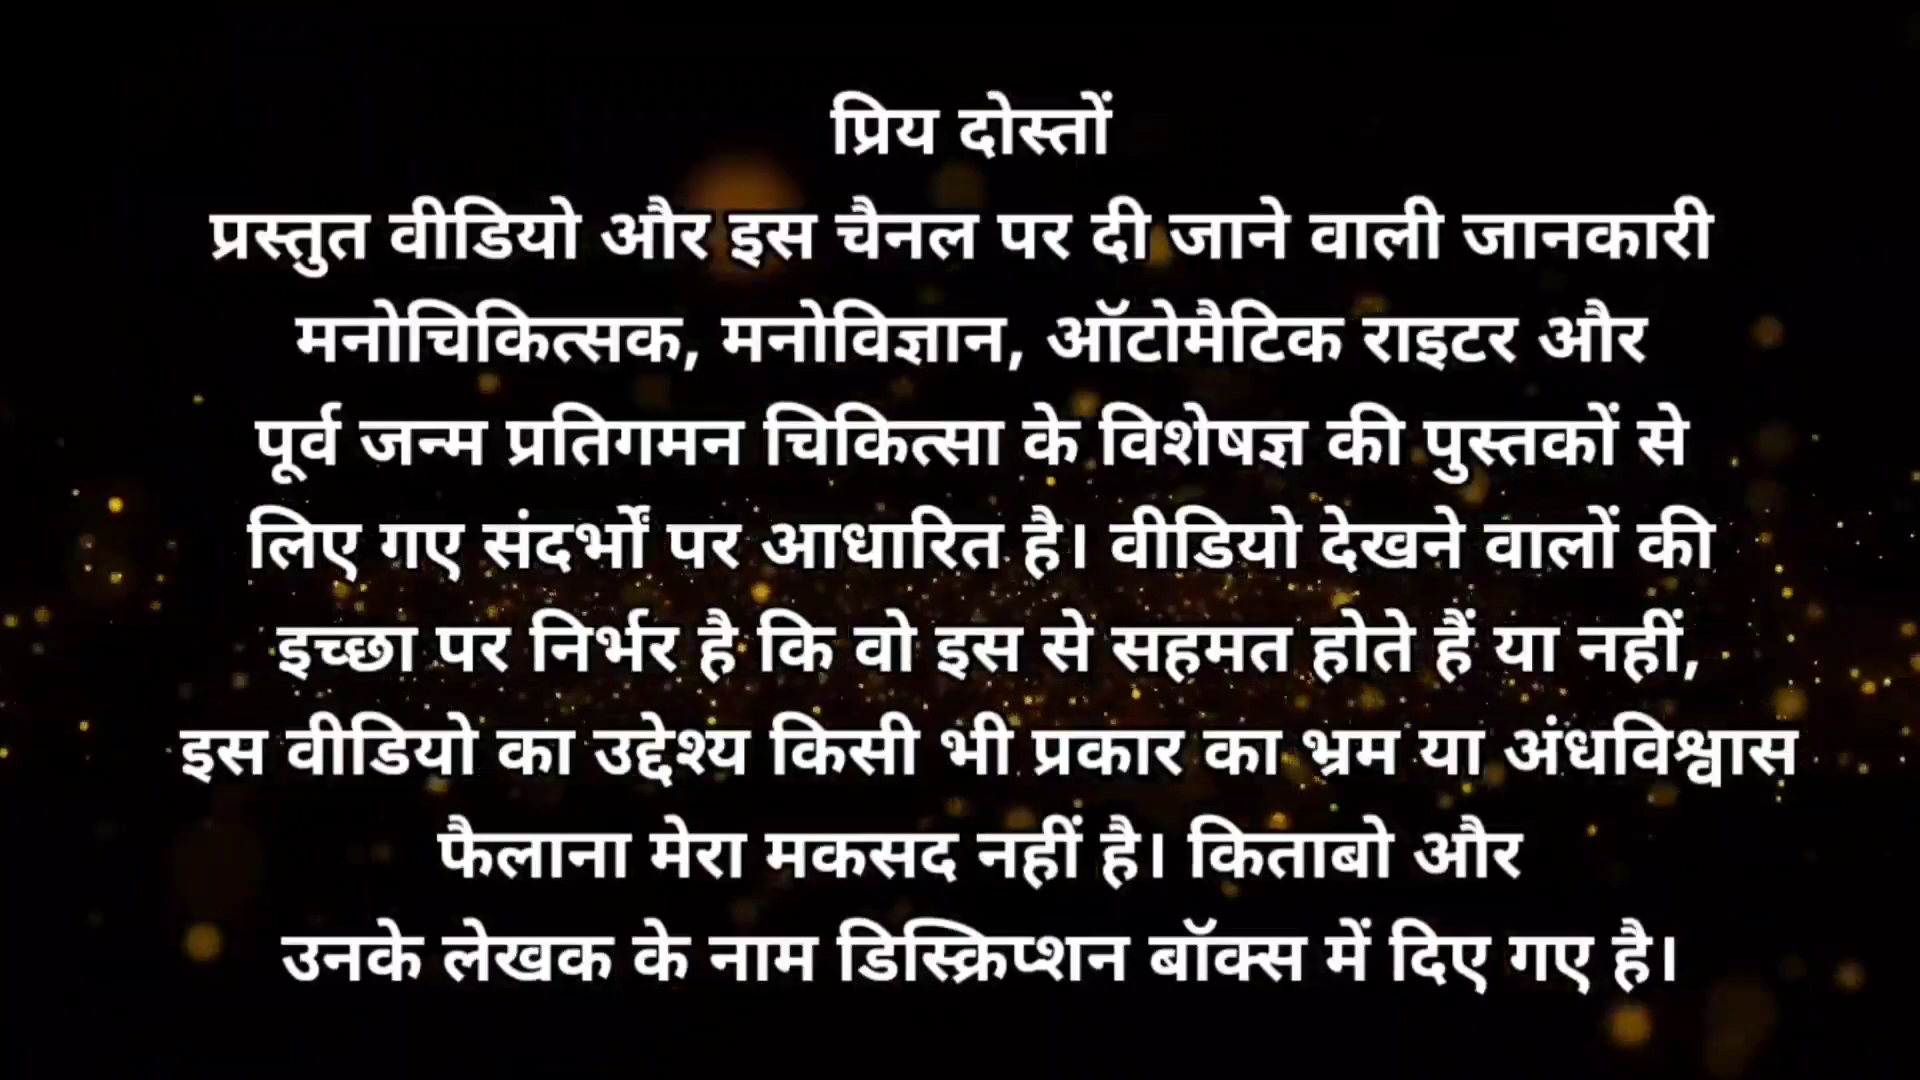 प्रिय दोस्तों
प्रस्तुत वीडियो और इस चैनल पर दी जाने वाली जानकारी
मनोचिकित्सक, मनोविज्ञान, ऑटोमैटिक राइटर और
पूर्व जन्म प्रतिगमन चिकित्सा के विशेषज्ञ की पुस्तकों से
लिए गए संदर्भों पर आधारित है। वीडियो देखने वालों की
इच्छा पर निर्भर है कि वो इस से सहमत होते हैं या नहीं,
इस वीडियो का उद्देश्य किसी भी प्रकार का भ्रम या अंधविश्वास
फैलाना मेरा मकसद नहीं है। किताबो और
उनके लेखक के नाम डिस्क्रिप्शन बॉक्स में दिए गए है।